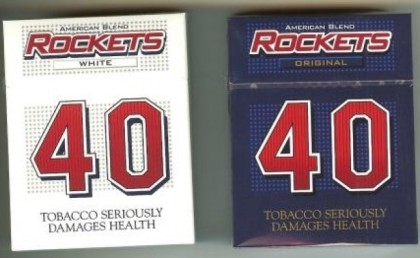 AMERICAN BLEND
ROCKETS
WHITE
40
TOBACCO SERIOUSLY
DAMAGES HEALTH
AMERICAN BLEND
ROCKETS
ORIGINAL
40
TOBACCO SERIOUSLY
DAMAGES HEALTH